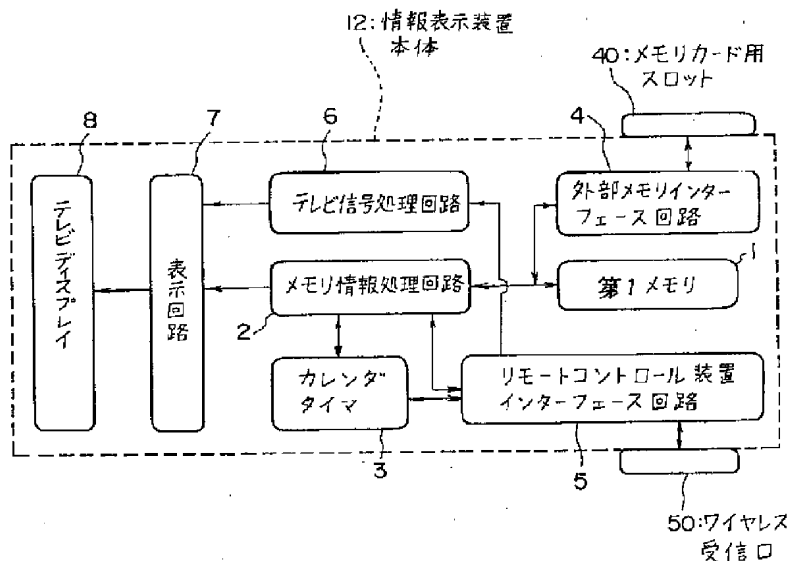 12:情報表示装置
本体
40:メモリカード用
スロット
8
7
6
4
テレビ信号処理回路
外部メモリインター
フェース回路
テレビディスプレイ
表示回路
メモリ情報処理回路
第1メモリ
1
2
カレンダ
タイマ
リモートコントロール装置
インターフェース回路
3
5
50:ワイヤレス
受信口